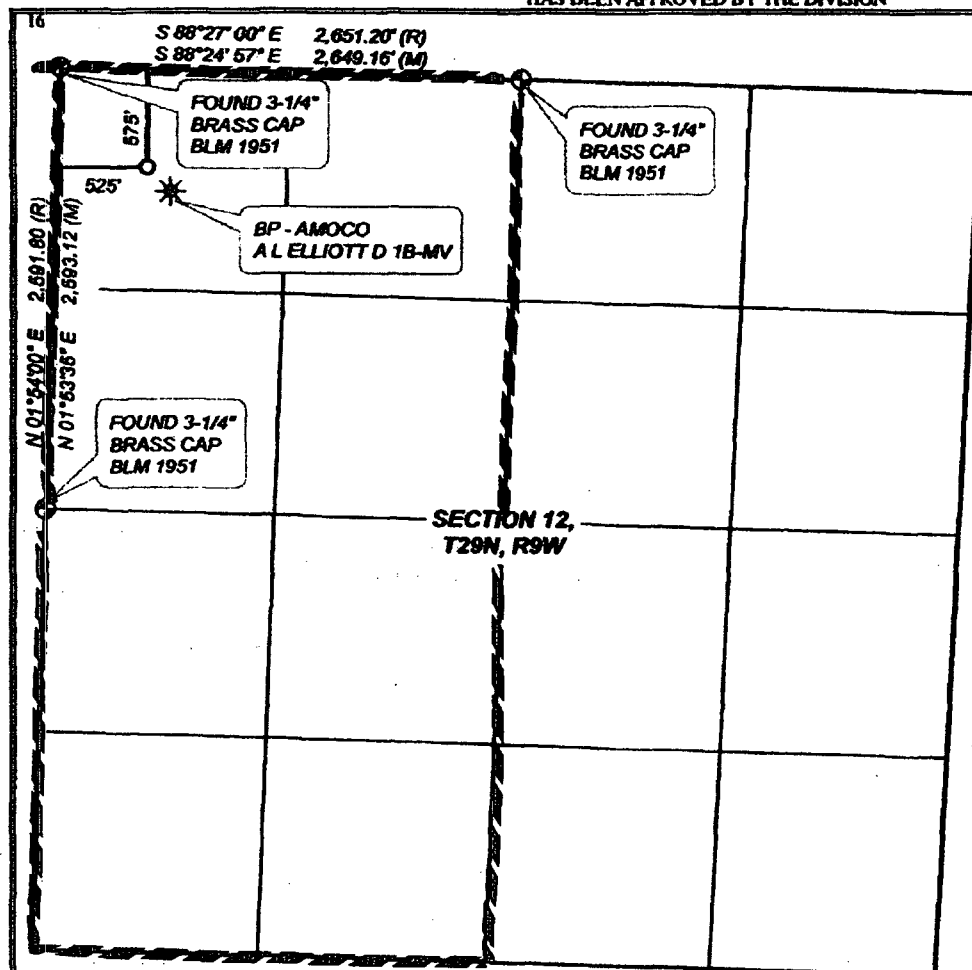 HAS BEEN APPROVED BY THE DIVISION
16
S 88°27'00" E 2,651.20' (R)
S 88°24'57" E 2,649.16' (M)
FOUND 3-1/4"
BRASS CAP
BLM 1951
575'
525'
FOUND 3-1/4"
BRASS CAP
BLM 1951
BP - AMOCO
A L ELLIOTT D 1B-MV
N 01°54'00" E 2,691.80 (R)
N 01°53'35" E 2,693.12 (M)
FOUND 3-1/4"
BRASS CAP
BLM 1951
SECTION 12,
T29N, R9W